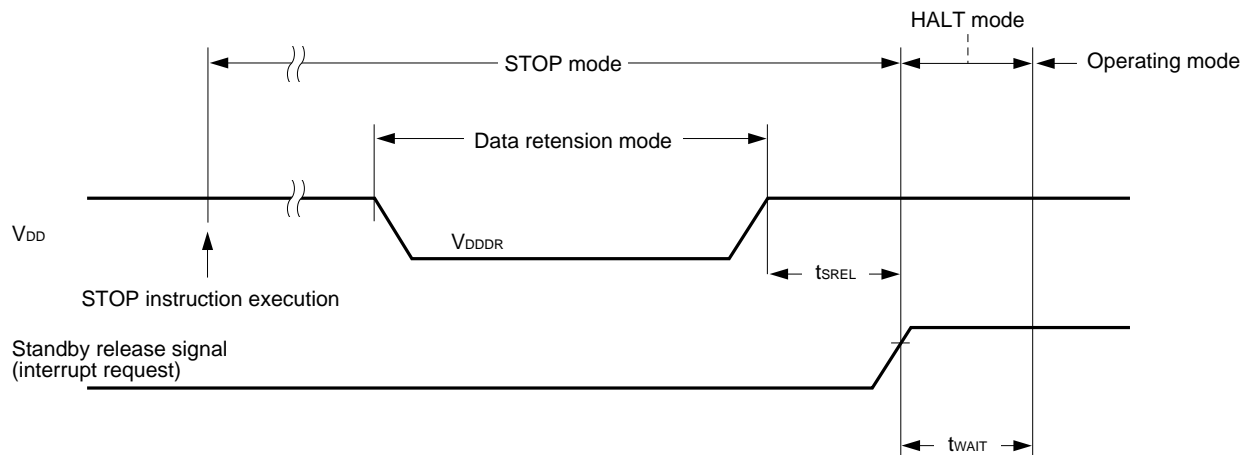 HALT mode
STOP mode
Operating mode
Data retension mode
VDD
VDDDR
tSREL
STOP instruction execution
Standby release signal
(interrupt request)
tWAIT